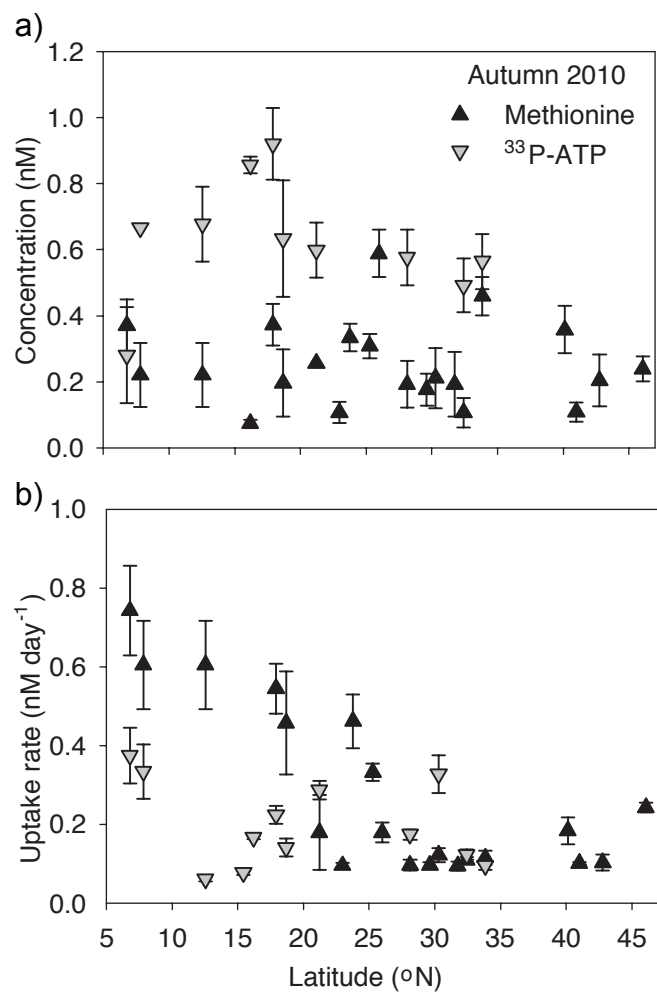 a)
1.2
Autumn 2010
1.0
Methionine
³³P-ATP
0.8
0.6
0.4
0.2
0.0
Concentration (nM)
b)
1.0
0.8
0.6
0.4
0.2
0.0
Uptake rate (nM day⁻¹)
5 10 15 20 25 30 35 40 45
Latitude (ºN)